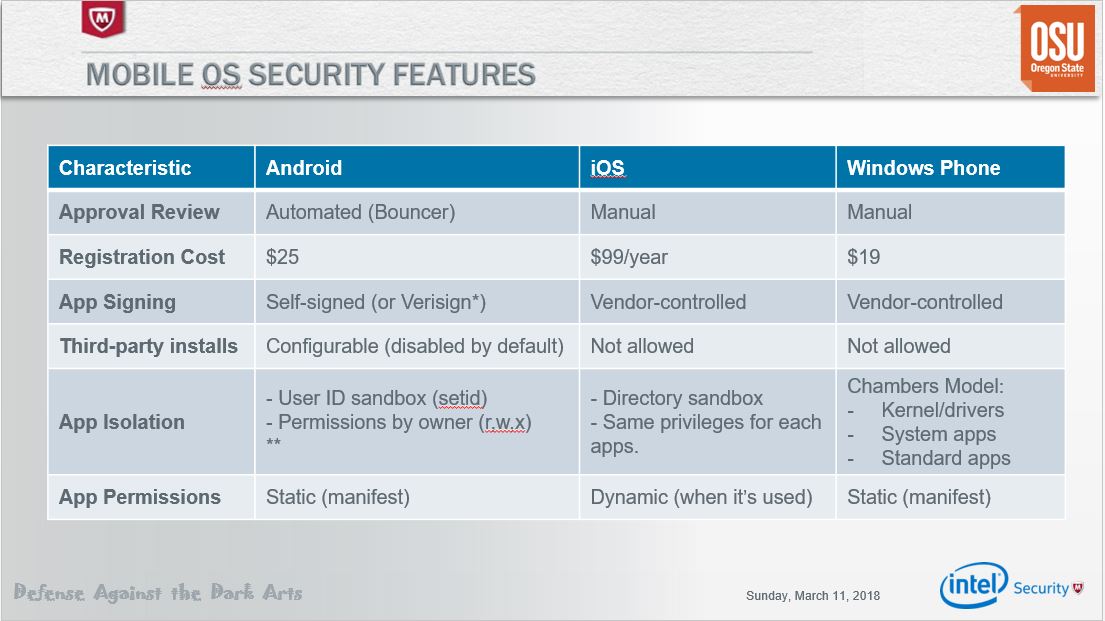 MOBILE OS SECURITY FEATURES
OSU
Oregon State
UNIVERSITY
Characteristic Android iOS Windows Phone
Approval Review Automated (Bouncer) Manual Manual
Registration Cost $25 $99/year $19
App Signing Self-signed (or Verisign*) Vendor-controlled Vendor-controlled
Third-party installs Configurable (disabled by default) Not allowed Not allowed
App Isolation
- User ID sandbox (setid)
- Permissions by owner (r,w,x)
**
- Directory sandbox
- Same privileges for each
apps.
Chambers Model:
- Kernel/drivers
- System apps
- Standard apps
App Permissions Static (manifest) Dynamic (when it's used) Static (manifest)
Defense Against the Dark Arts
Sunday, March 11, 2018
intel Security